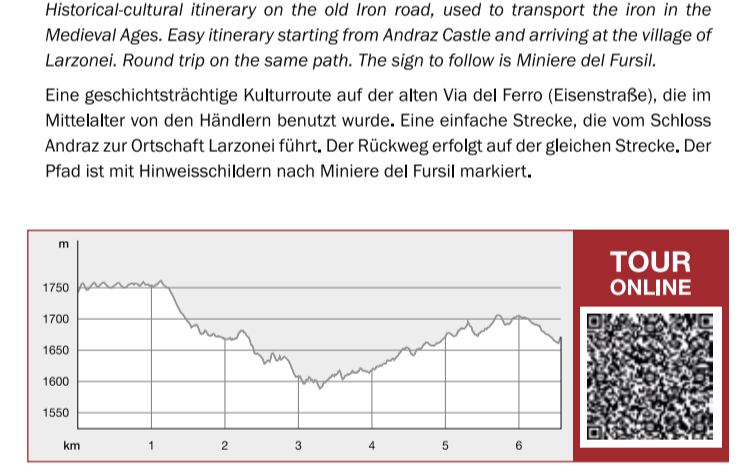 Historical-cultural itinerary on the old Iron road, used to transport the iron in the
Medieval Ages. Easy itinerary starting from Andraz Castle and arriving at the village of
Larzonei. Round trip on the same path. The sign to follow is Miniere del Fursil.
Eine geschichtsträchtige Kulturroute auf der alten Via del Ferro (Eisenstraße), die im
Mittelalter von den Händlern benutzt wurde. Eine einfache Strecke, die vom Schloss
Andraz zur Ortschaft Larzonei führt. Der Rückweg erfolgt auf der gleichen Strecke. Der
Pfad ist mit Hinweisschildern nach Miniere del Fursil markiert.
m
1750
1700
1650
1600
1550
km 1 2 3 4 5 6
TOUR
ONLINE